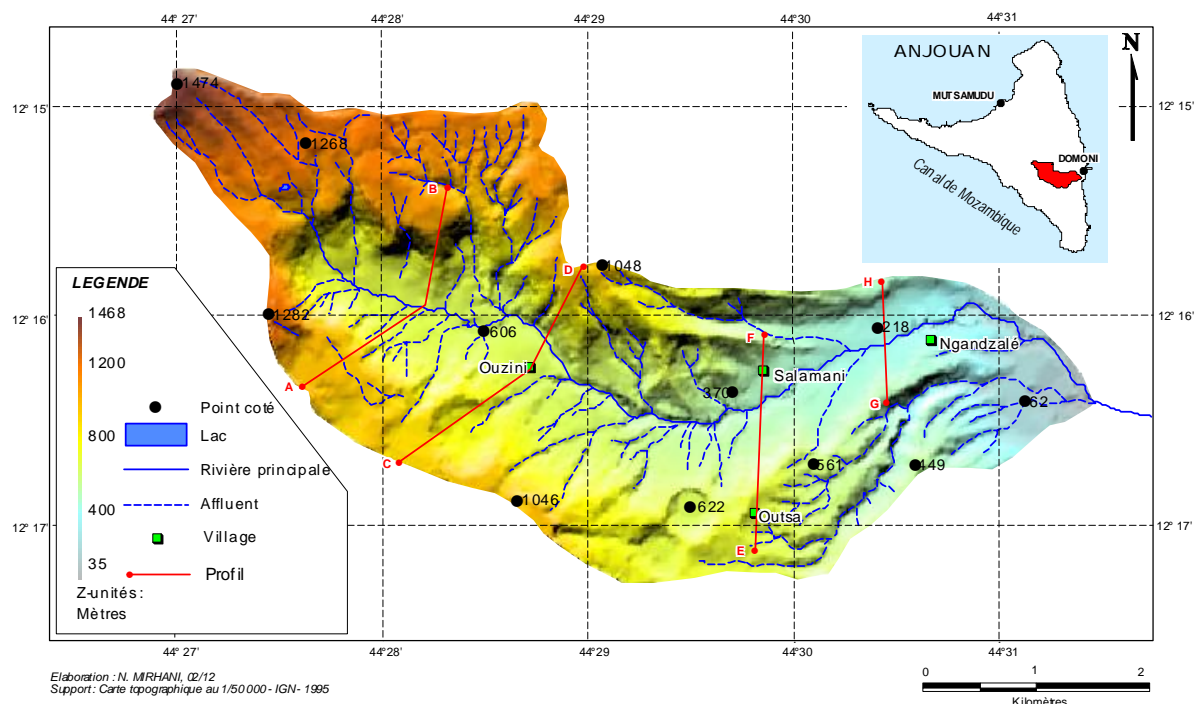 44° 27'
44° 28'
44° 29
44° 30'
44° 31
12° 15'
12° 16'
12° 17'
12° 15'
12° 16'
12° 17'
ANJOUAN
MUTSAMUDU
DOMONI
Canal de Mozambique
N
1474
1268
B
D
1048
H
1282
606
218
F
Ngandzalé
Ouzini
Salamani
A
370
G
62
C
561
449
1046
622
Outsa
E
LEGENDE
1468
1200
800
400
35
Z-unités :
Mètres
Point coté
Lac
Rivière principale
Affluent
Village
Profil
44° 27'
44° 28'
44° 29
44° 30'
44° 31
Elaboration : N. MIRHANI, 02/12
Support : Carte topographique au 1/50 000 - IGN - 1995
0 1 2
Kilomètres